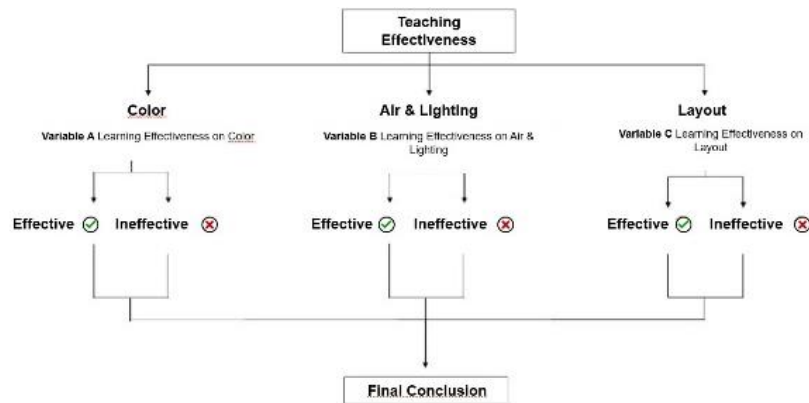 Teaching
Effectiveness
Color
Variable A Learning Effectiveness on Color
Air & Lighting
Variable B Learning Effectiveness on Air &
Lighting
Layout
Variable C Learning Effectiveness on
Layout
Effective Ineffective
Effective Ineffective
Effective Ineffective
Final Conclusion